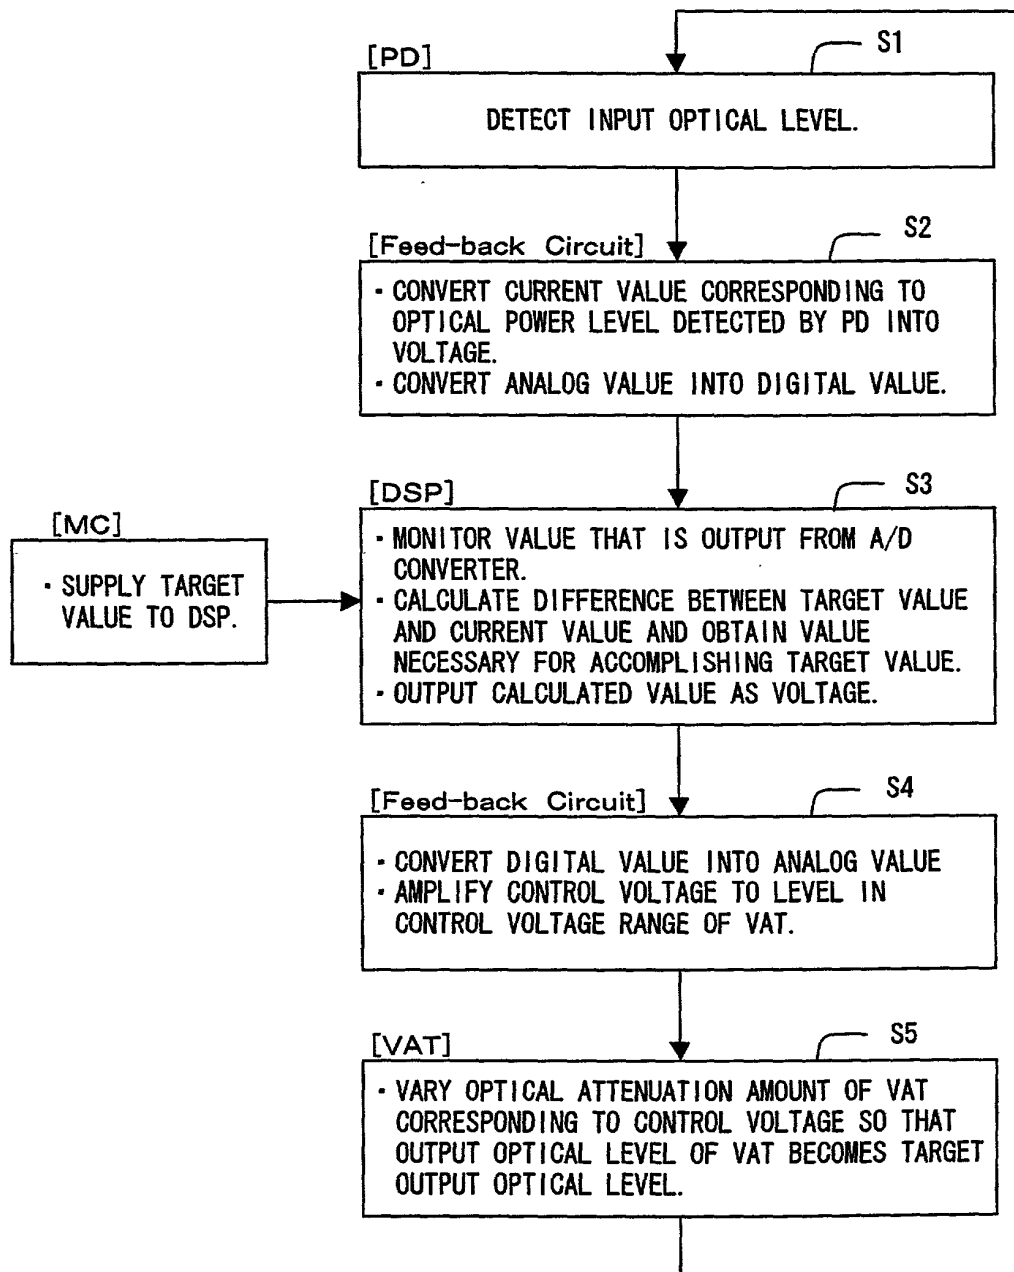 S1
[PD]
DETECT INPUT OPTICAL LEVEL.
S2
[Feed-back Circuit]
・CONVERT CURRENT VALUE CORRESPONDING TO
OPTICAL POWER LEVEL DETECTED BY PD INTO
VOLTAGE.
・CONVERT ANALOG VALUE INTO DIGITAL VALUE.
S3
[DSP]
・MONITOR VALUE THAT IS OUTPUT FROM A/D
CONVERTER.
・CALCULATE DIFFERENCE BETWEEN TARGET VALUE
AND CURRENT VALUE AND OBTAIN VALUE
NECESSARY FOR ACCOMPLISHING TARGET VALUE.
・OUTPUT CALCULATED VALUE AS VOLTAGE.
[MC]
・SUPPLY TARGET
VALUE TO DSP.
S4
[Feed-back Circuit]
・CONVERT DIGITAL VALUE INTO ANALOG VALUE
・AMPLIFY CONTROL VOLTAGE TO LEVEL IN
CONTROL VOLTAGE RANGE OF VAT.
S5
[VAT]
・VARY OPTICAL ATTENUATION AMOUNT OF VAT
CORRESPONDING TO CONTROL VOLTAGE SO THAT
OUTPUT OPTICAL LEVEL OF VAT BECOMES TARGET
OUTPUT OPTICAL LEVEL.